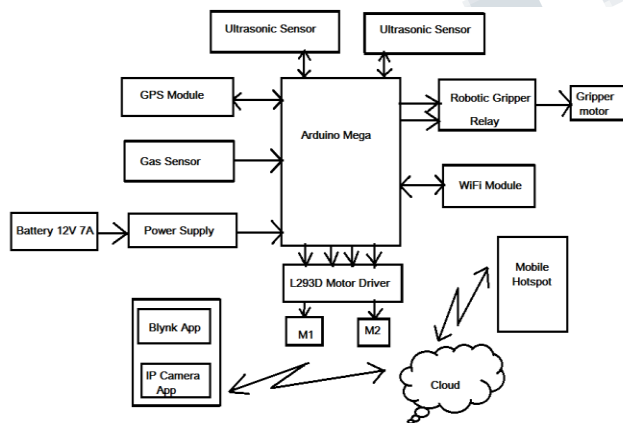 Ultrasonic Sensor
Ultrasonic Sensor
GPS Module
Arduino Mega
Robotic Gripper
Relay
Gripper
motor
Gas Sensor
WiFi Module
Battery 12V 7A
Power Supply
L293D Motor Driver
Mobile
Hotspot
M1
M2
Blynk App
IP Camera
App
Cloud